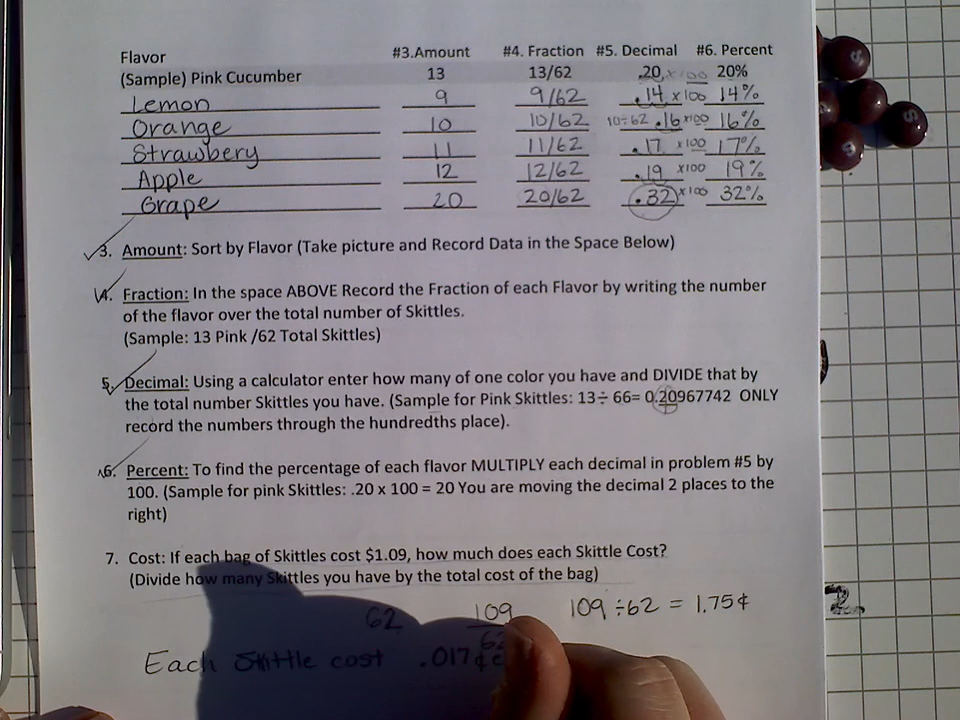 Flavor #3.Amount #4. Fraction #5. Decimal #6. Percent
(Sample) Pink Cucumber 13 13/62 .20 x 100 20%
Lemon 9 9/62 .14 x100 14%
Orange 10 10/62 10÷62 .16 x100 16%
Strawbery 11 11/62 .17 x100 17%
Apple 12 12/62 .19 x100 19%
Grape 20 20/62 .32 x100 32%
3. Amount: Sort by Flavor (Take picture and Record Data in the Space Below)
4. Fraction: In the space ABOVE Record the Fraction of each Flavor by writing the number
of the flavor over the total number of Skittles.
(Sample: 13 Pink /62 Total Skittles)
5. Decimal: Using a calculator enter how many of one color you have and DIVIDE that by
the total number Skittles you have. (Sample for Pink Skittles: 13÷ 66= 0.20967742 ONLY
record the numbers through the hundredths place).
6. Percent: To find the percentage of each flavor MULTIPLY each decimal in problem #5 by
100. (Sample for pink Skittles: .20 x 100 = 20 You are moving the decimal 2 places to the
right)
7. Cost: If each bag of Skittles cost $1.09, how much does each Skittle Cost?
(Divide how many Skittles you have by the total cost of the bag)
62 109 109 ÷62 = 1.75¢
62
Each Skittle cost .017¢
2